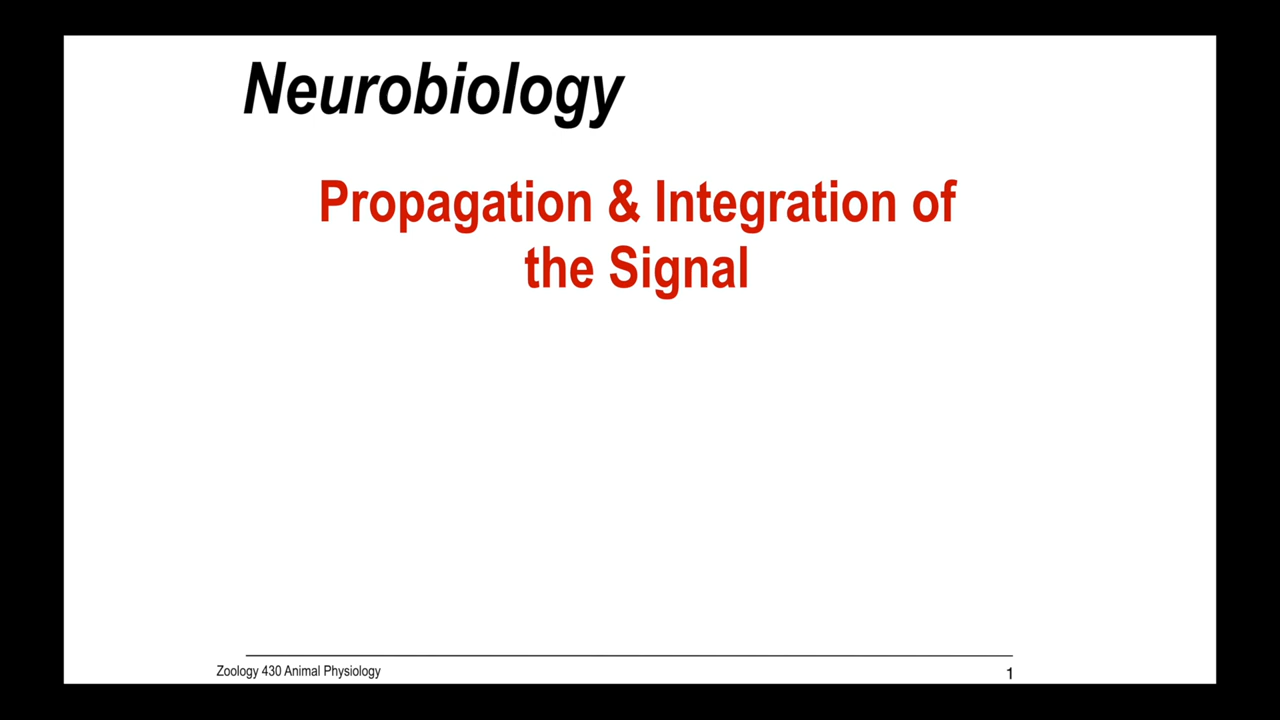 Neurobiology
Propagation & Integration of
the Signal
Zoology 430 Animal Physiology
1